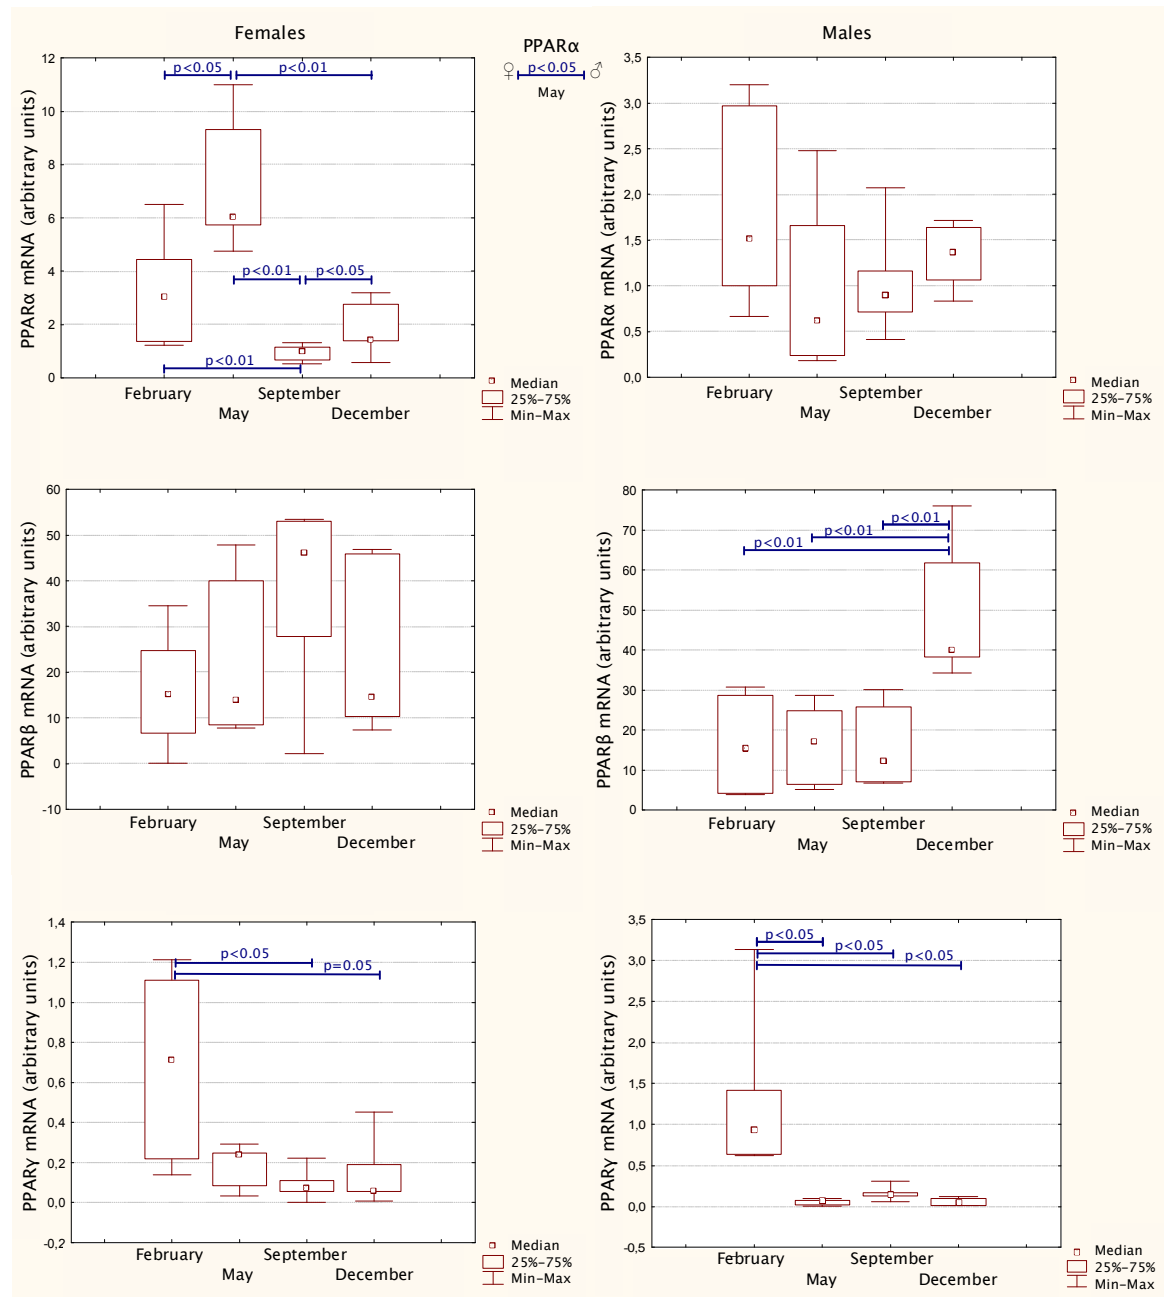 Females
PPARα
Males
♀ p<0.05 ♂
May
PPARα mRNA (arbitrary units)
12
10
8
6
4
2
0
p<0.05
p<0.01
p<0.01
p<0.05
p<0.01
February
May
September
December
Median
25%-75%
Min-Max
PPARα mRNA (arbitrary units)
3,5
3,0
2,5
2,0
1,5
1,0
0,5
0,0
February
May
September
December
Median
25%-75%
Min-Max
PPARβ mRNA (arbitrary units)
60
50
40
30
20
10
0
-10
February
May
September
December
Median
25%-75%
Min-Max
PPARβ mRNA (arbitrary units)
80
70
60
50
40
30
20
10
0
p<0.01
p<0.01
p<0.01
February
May
September
December
Median
25%-75%
Min-Max
PPARγ mRNA (arbitrary units)
1,4
1,2
1,0
0,8
0,6
0,4
0,2
0,0
-0,2
p<0.05
p=0.05
February
May
September
December
Median
25%-75%
Min-Max
PPARγ mRNA (arbitrary units)
3,5
3,0
2,5
2,0
1,5
1,0
0,5
0,0
-0,5
p<0.05
p<0.05
p<0.05
February
May
September
December
Median
25%-75%
Min-Max